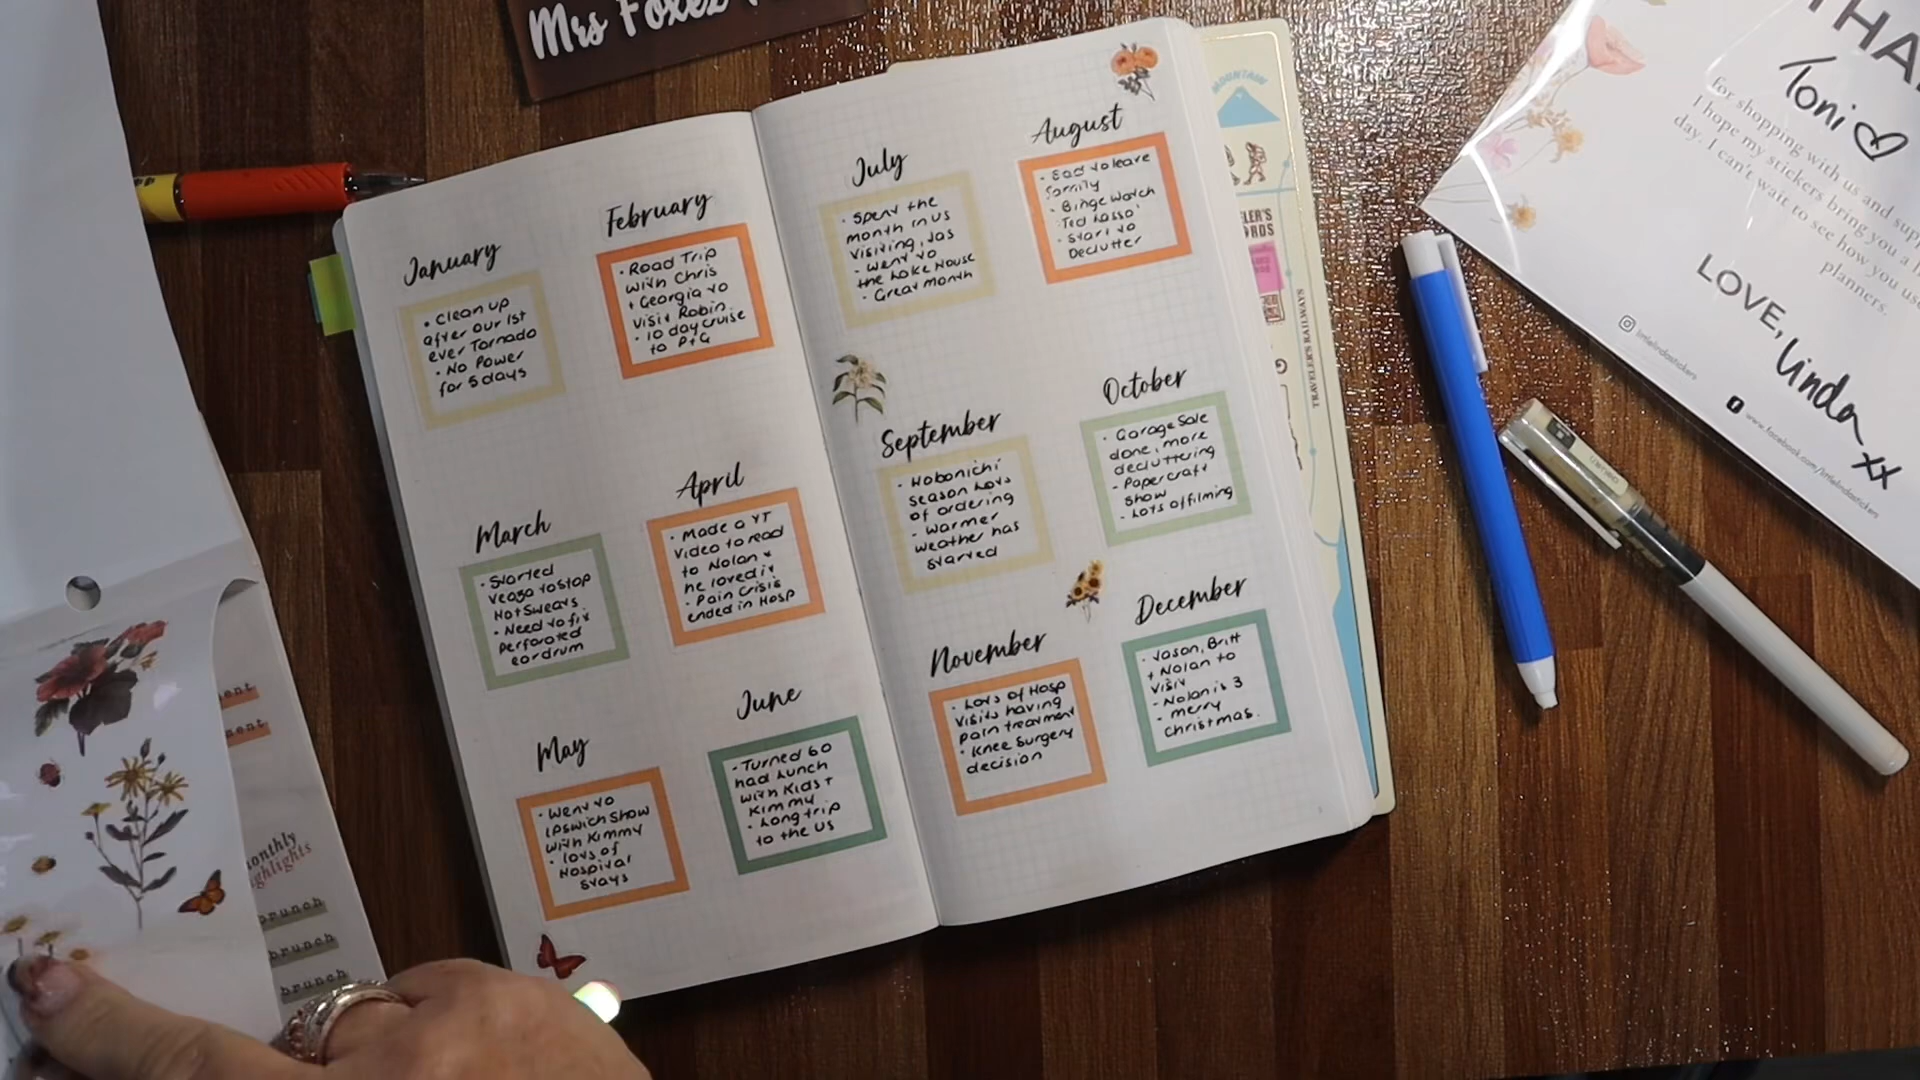 Mrs Foxez
January
• Clean up
after our 1st
ever Tornado
• No Power
for 5 days
February
• Road Trip
with Chris
+ Georgia to
Visit Robin.
• 10 day cruise
to P+G
March
• Started
Veoza to stop
Hot Sweats
• Need to fix
perforated
eardrum
April
• Made a YT
Video to read
to Nolan &
he loved it
• Pain Crisis
ended in Hosp
May
• Went to
Ipswich Show
with Kimmy
• lots of
Hospital
Stays
June
• Turned 60
had Lunch
with Kids +
Kimmy
• Long trip
to the US
July
• Spent the
month in US
visiting Jas
• Went to
the Lake House
• Great month
August
• Sad to leave
family
• Binge Watch
'Ted Lasso'
• Start to
Declutter
September
• Hobonichi
season Lots
of ordering
• Warmer
weather has
started
October
• Garage Sale
done, more
decluttering
• Papercraft
show
• Lots of filming
November
• Lots of Hosp
Visits having
pain treatment
• Knee Surgery
decision
December
• Jason, Britt
+ Nolan to
Visit
• Nolan is 3
• merry
christmas.
MOUNTAIN
TRAVELER'S RAILWAYS
Toni
for shopping with us and
I hope my stickers bring you a
day. I can't wait to see how you
planners.
LOVE,
Linda
xx
littlelindastickers
www.facebook.com/littlelindastickers
monthly
highlights
brunch
brunch
brunch